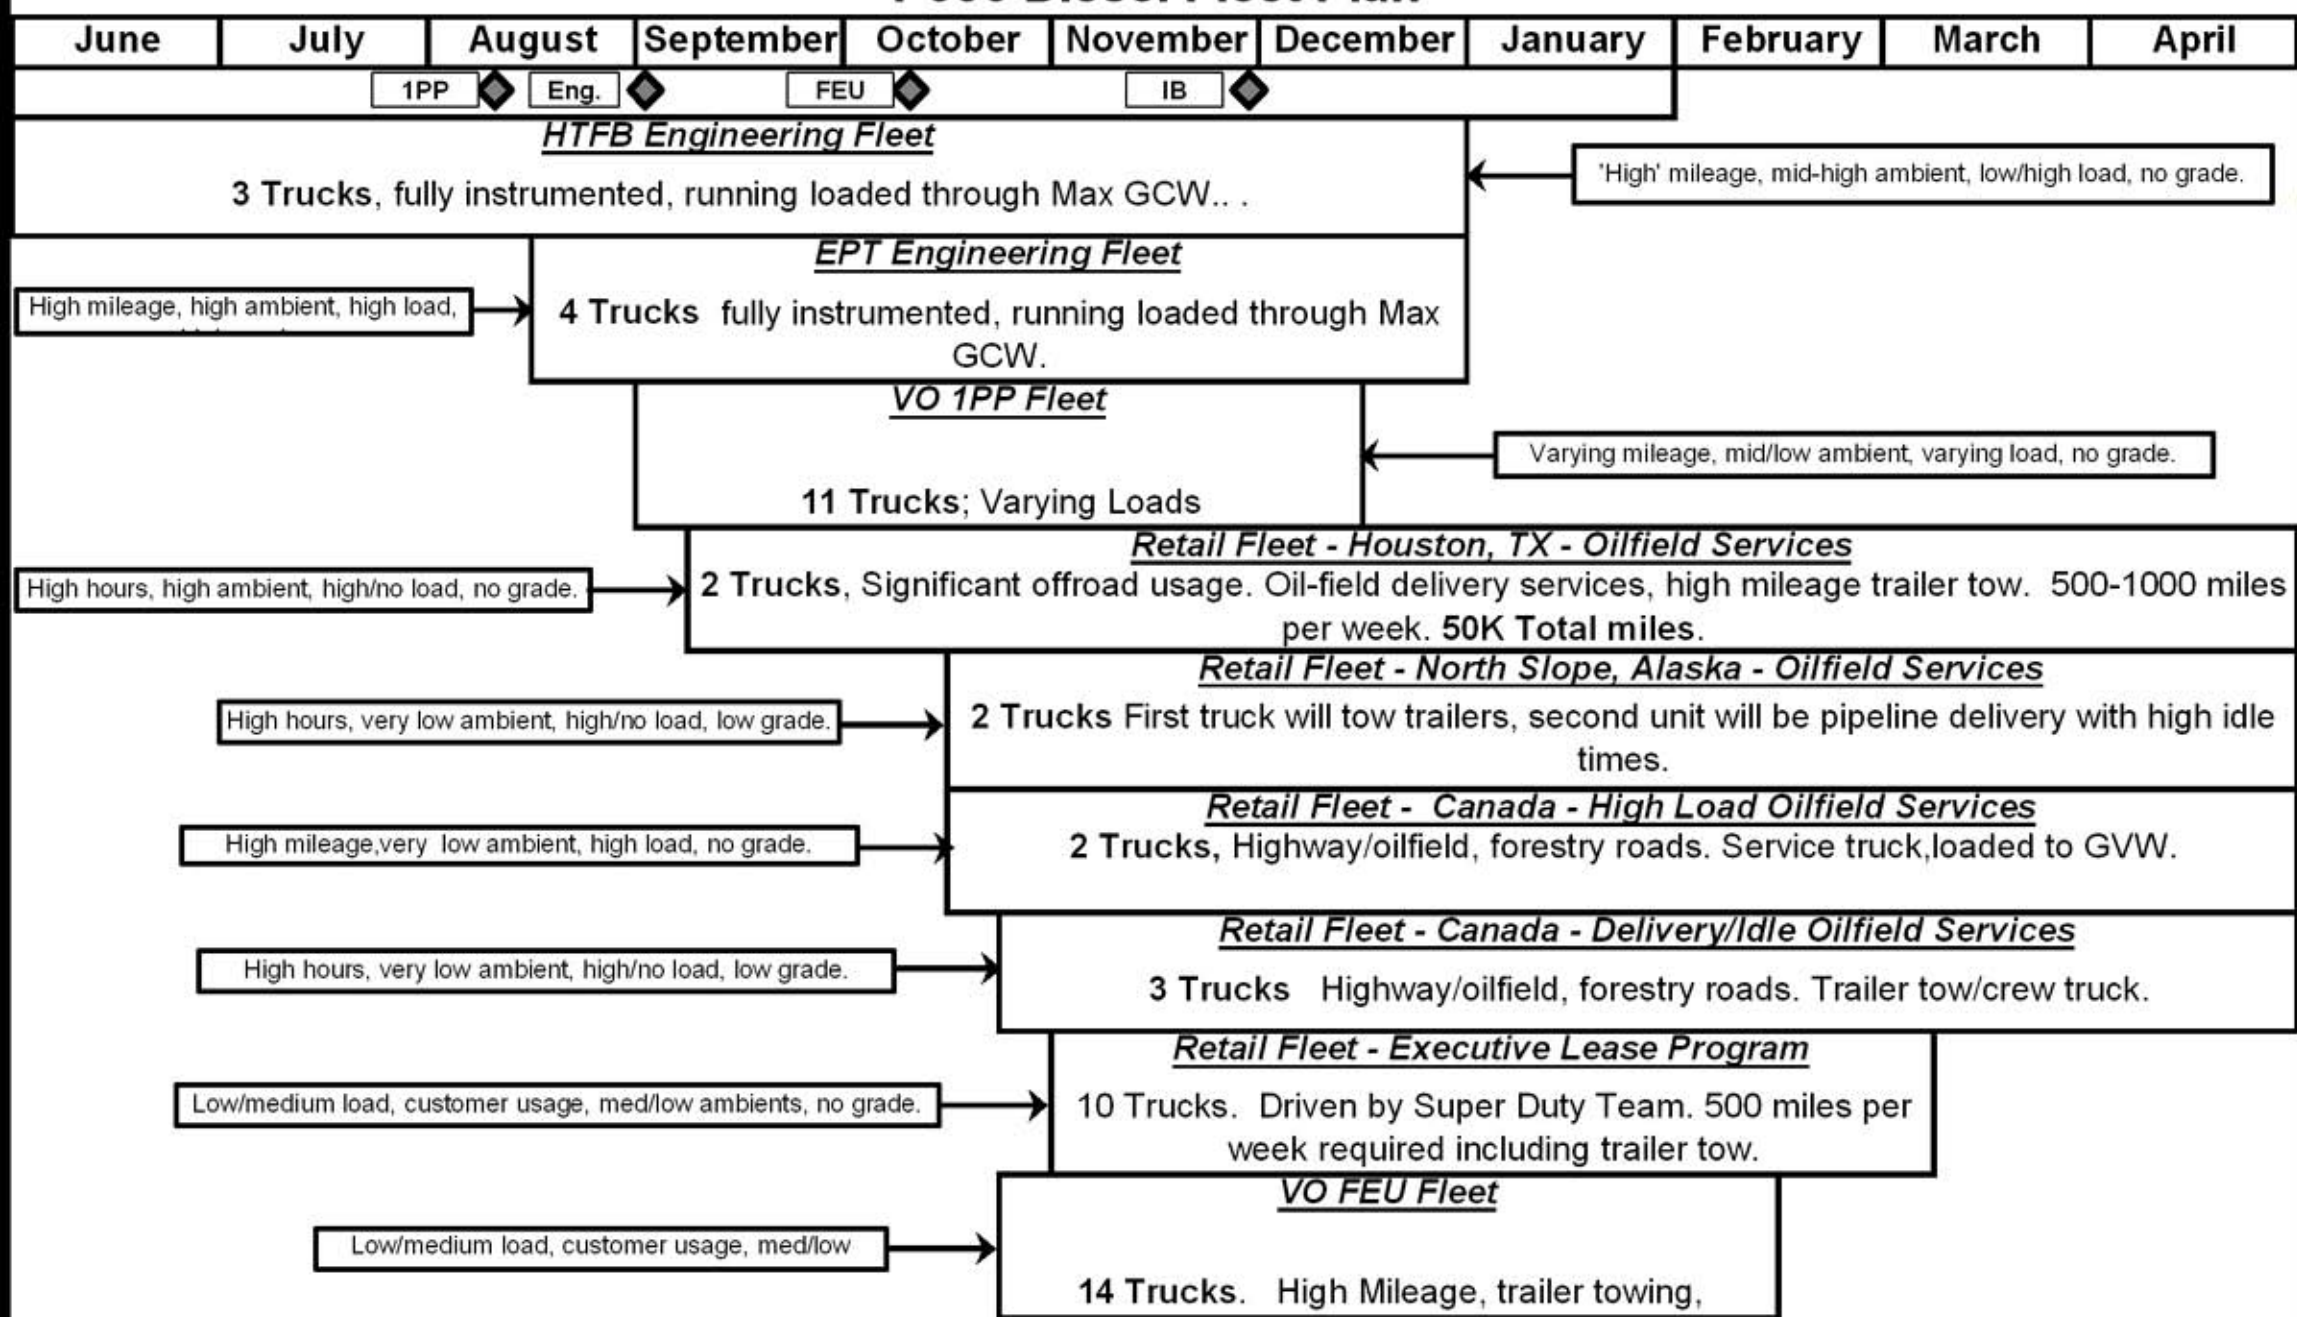 June July August September October November December January February March April
1PP Eng. FEU IB
HTFB Engineering Fleet
3 Trucks, fully instrumented, running loaded through Max GCW.. .
'High' mileage, mid-high ambient, low/high load, no grade.
EPT Engineering Fleet
High mileage, high ambient, high load,
4 Trucks fully instrumented, running loaded through Max
GCW.
VO 1PP Fleet
Varying mileage, mid/low ambient, varying load, no grade.
11 Trucks; Varying Loads
Retail Fleet - Houston, TX - Oilfield Services
High hours, high ambient, high/no load, no grade.
2 Trucks, Significant offroad usage. Oil-field delivery services, high mileage trailer tow. 500-1000 miles
per week. 50K Total miles.
Retail Fleet - North Slope, Alaska - Oilfield Services
High hours, very low ambient, high/no load, low grade.
2 Trucks First truck will tow trailers, second unit will be pipeline delivery with high idle
times.
Retail Fleet - Canada - High Load Oilfield Services
High mileage,very low ambient, high load, no grade.
2 Trucks, Highway/oilfield, forestry roads. Service truck,loaded to GVW.
Retail Fleet - Canada - Delivery/Idle Oilfield Services
High hours, very low ambient, high/no load, low grade.
3 Trucks Highway/oilfield, forestry roads. Trailer tow/crew truck.
Retail Fleet - Executive Lease Program
Low/medium load, customer usage, med/low ambients, no grade.
10 Trucks. Driven by Super Duty Team. 500 miles per
week required including trailer tow.
VO FEU Fleet
Low/medium load, customer usage, med/low
14 Trucks. High Mileage, trailer towing,